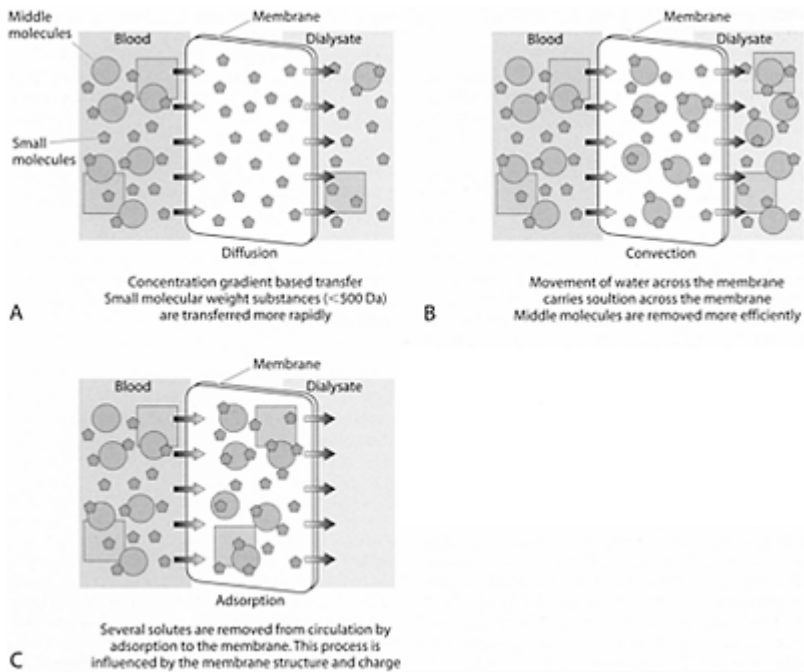 Middle
molecules
Blood
Membrane
Dialysate
Small
molecules
Diffusion
Concentration gradient based transfer
Small molecular weight substances (<500 Da)
are transferred more rapidly
A
Membrane
Blood
Dialysate
Convection
Movement of water across the membrane
carries soultion across the membrane
Middle molecules are removed more efficiently
B
Membrane
Blood
Dialysate
Adsorption
Several solutes are removed from circulation by
adsorption to the membrane. This process is
influenced by the membrane structure and charge
C